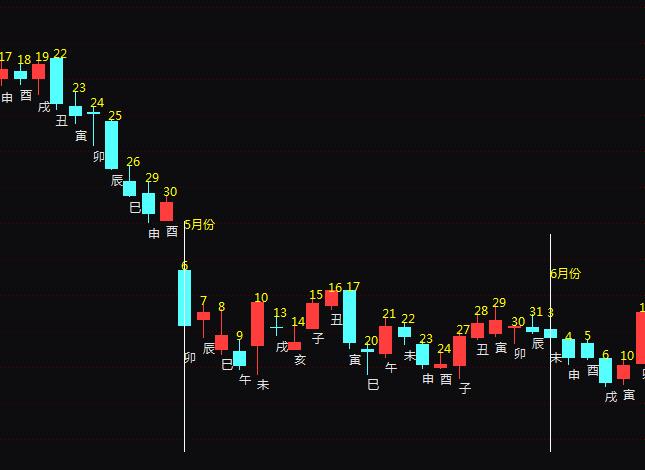 17 18 19 22
申 酉 戌 丑
23 24 25
寅 卯 辰
26 29 30
巳 申 酉
5月份
6 7 8 9 10 13 14 15 16 17 20 21 22 23 24 27 28 29 30 31
卯 辰 巳 午 未 戌 亥 子 丑 寅 巳 午 未 申 酉 子 丑 寅 卯 辰
6月份
3 4 5 6 10
未 申 酉 戌 寅
卯